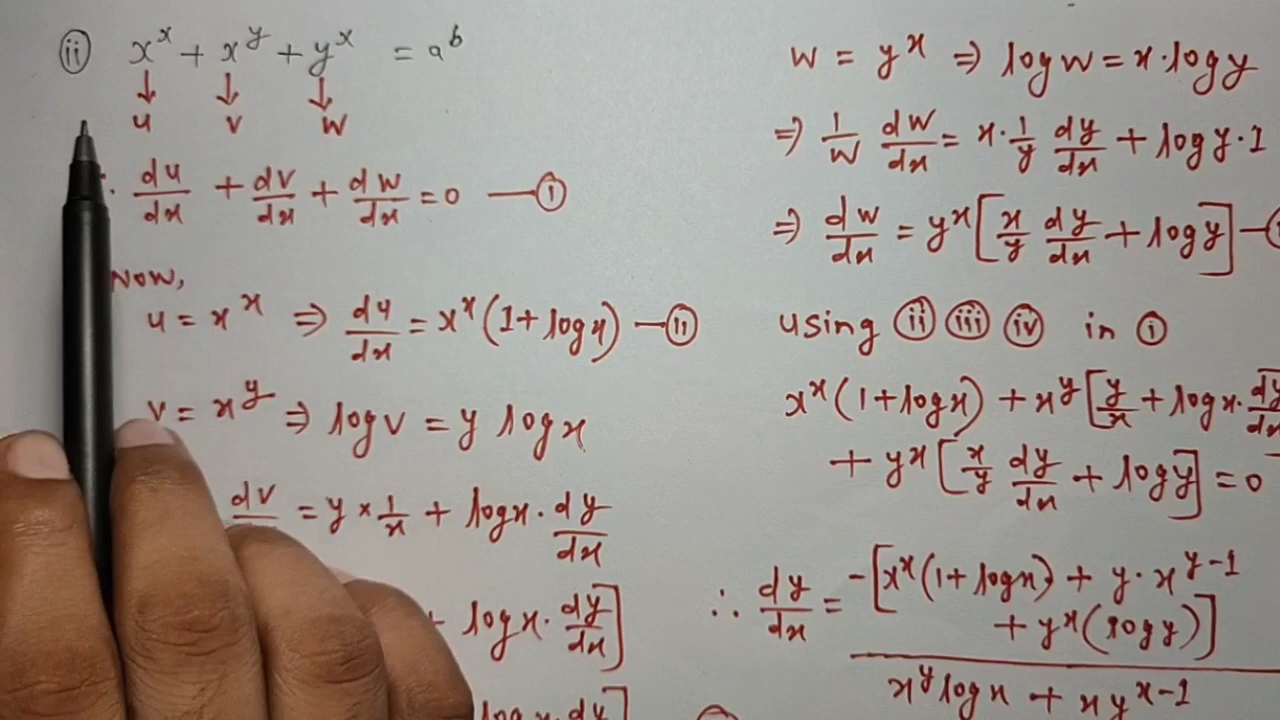 ii x^x + x^y + y^x = a^b
↓ ↓ ↓
u v w
du/dx + dv/dx + dw/dx = 0 — i
Now,
u = x^x ⇒ du/dx = x^x (1 + log x) — ii
v = x^y ⇒ log v = y log x
dv = y × 1/x + log x · dy/dx
+ log x · dy/dx ]
log x · dy ]
w = y^x ⇒ log w = x · log y
⇒ 1/w dw/dx = x · 1/y dy/dx + log y · 1
⇒ dw/dx = y^x [ x/y dy/dx + log y ] —
using ii iii iv in i
x^x (1 + log x) + x^y [ y/x + log x · dy/dx
+ y^x [ x/y dy/dx + log y ] = 0
∴ dy/dx = -[ x^x (1 + log x) + y · x^y-1
+ y^x (log y) ]
x^y log x + x y^x-1